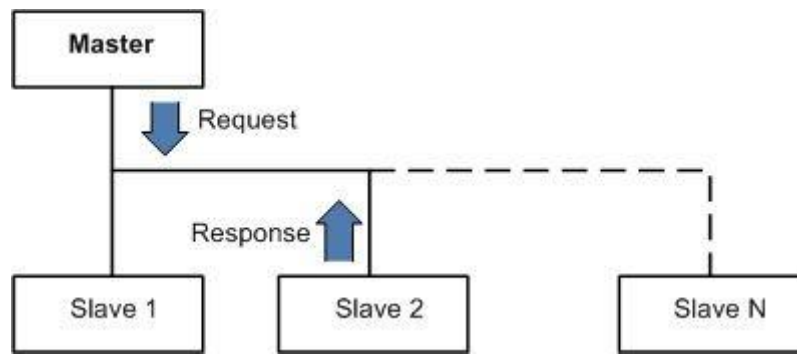 Master
Request
Response
Slave 1
Slave 2
Slave N